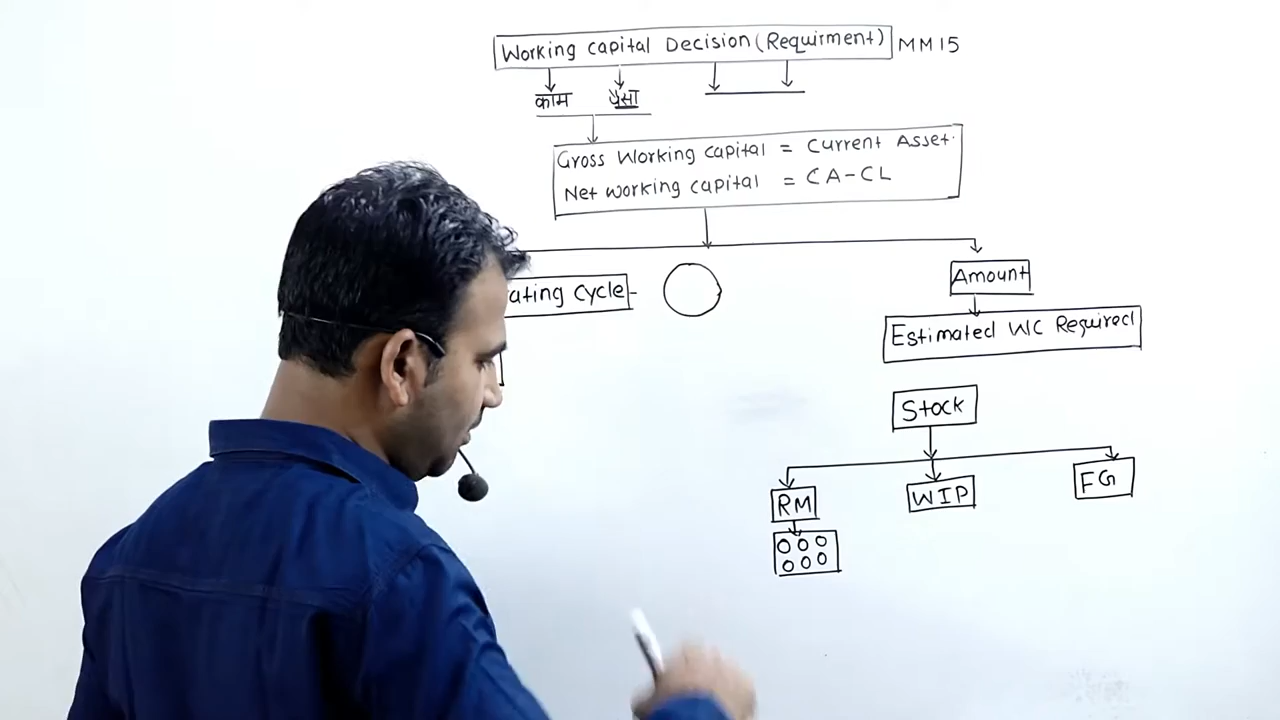 Working Capital Decision (Requirment) MM15
काम पैसा
Gross Working capital = Current Asset.
Net working capital = CA-CL
ating Cycle-
Amount
Estimated WC Required
Stock
RM WIP FG